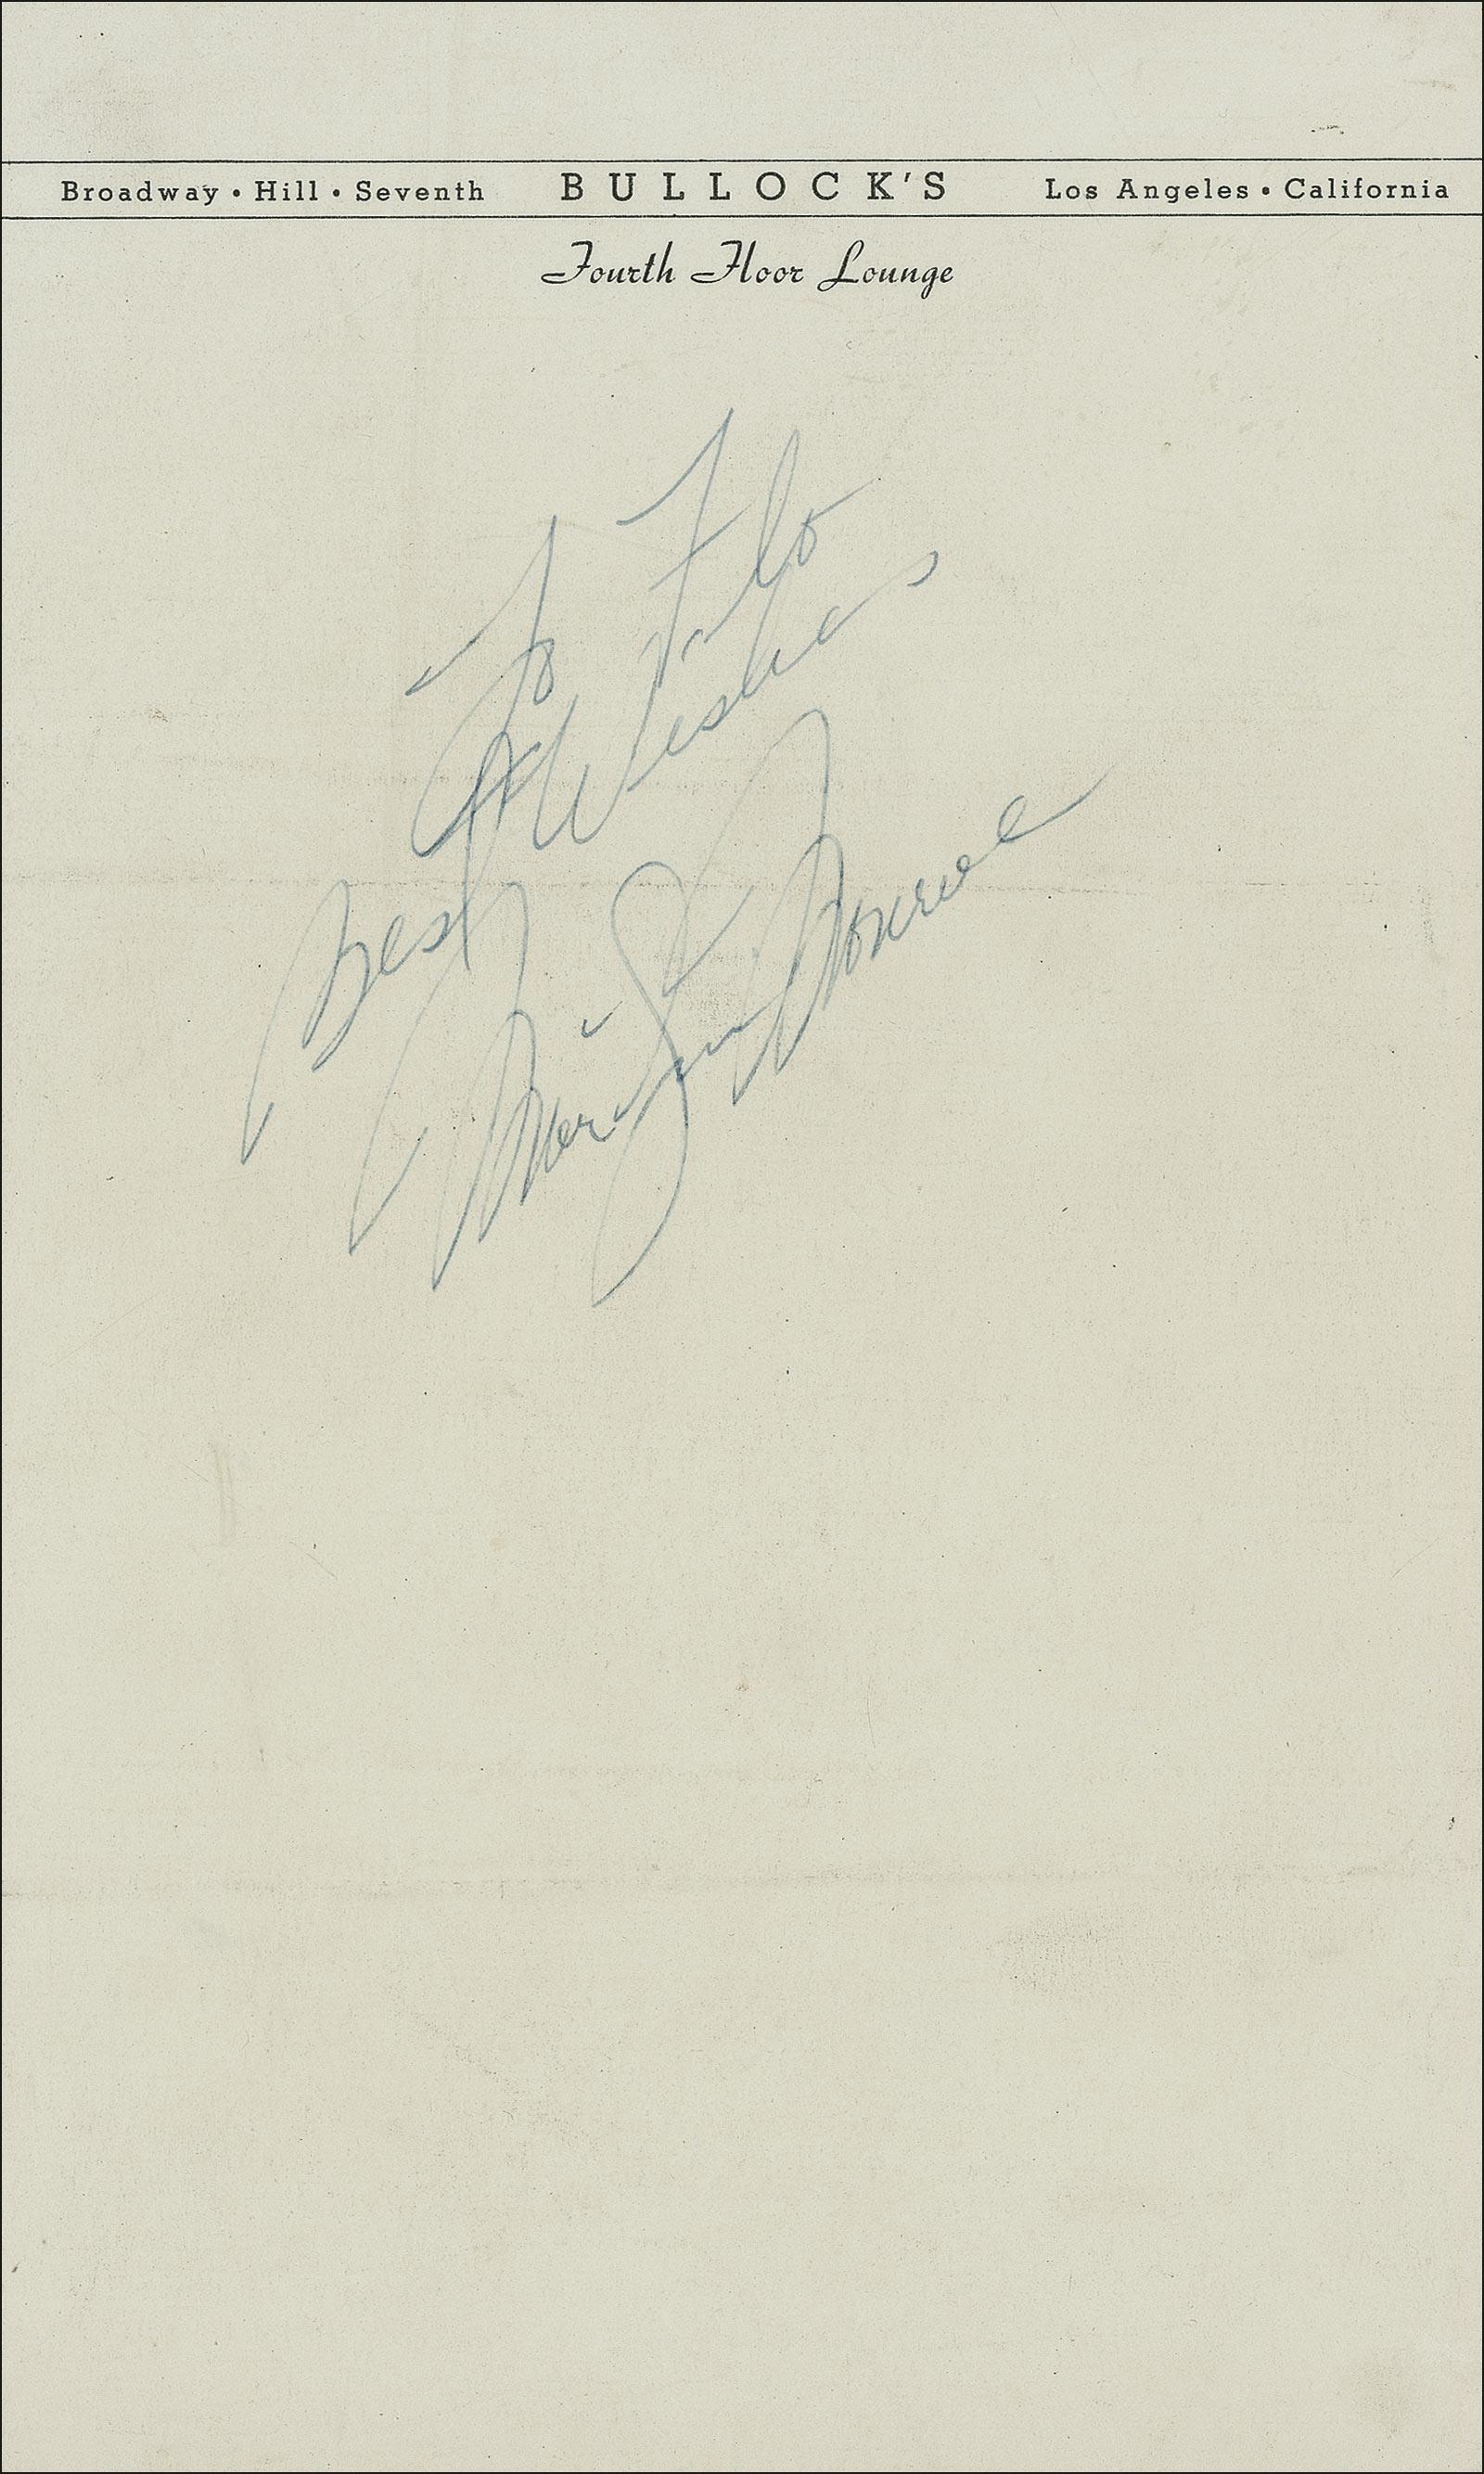 Broadway • Hill • Seventh BULLOCK'S Los Angeles • California
Fourth Floor Lounge
To Flo
Best Wishes
Marilyn Monroe